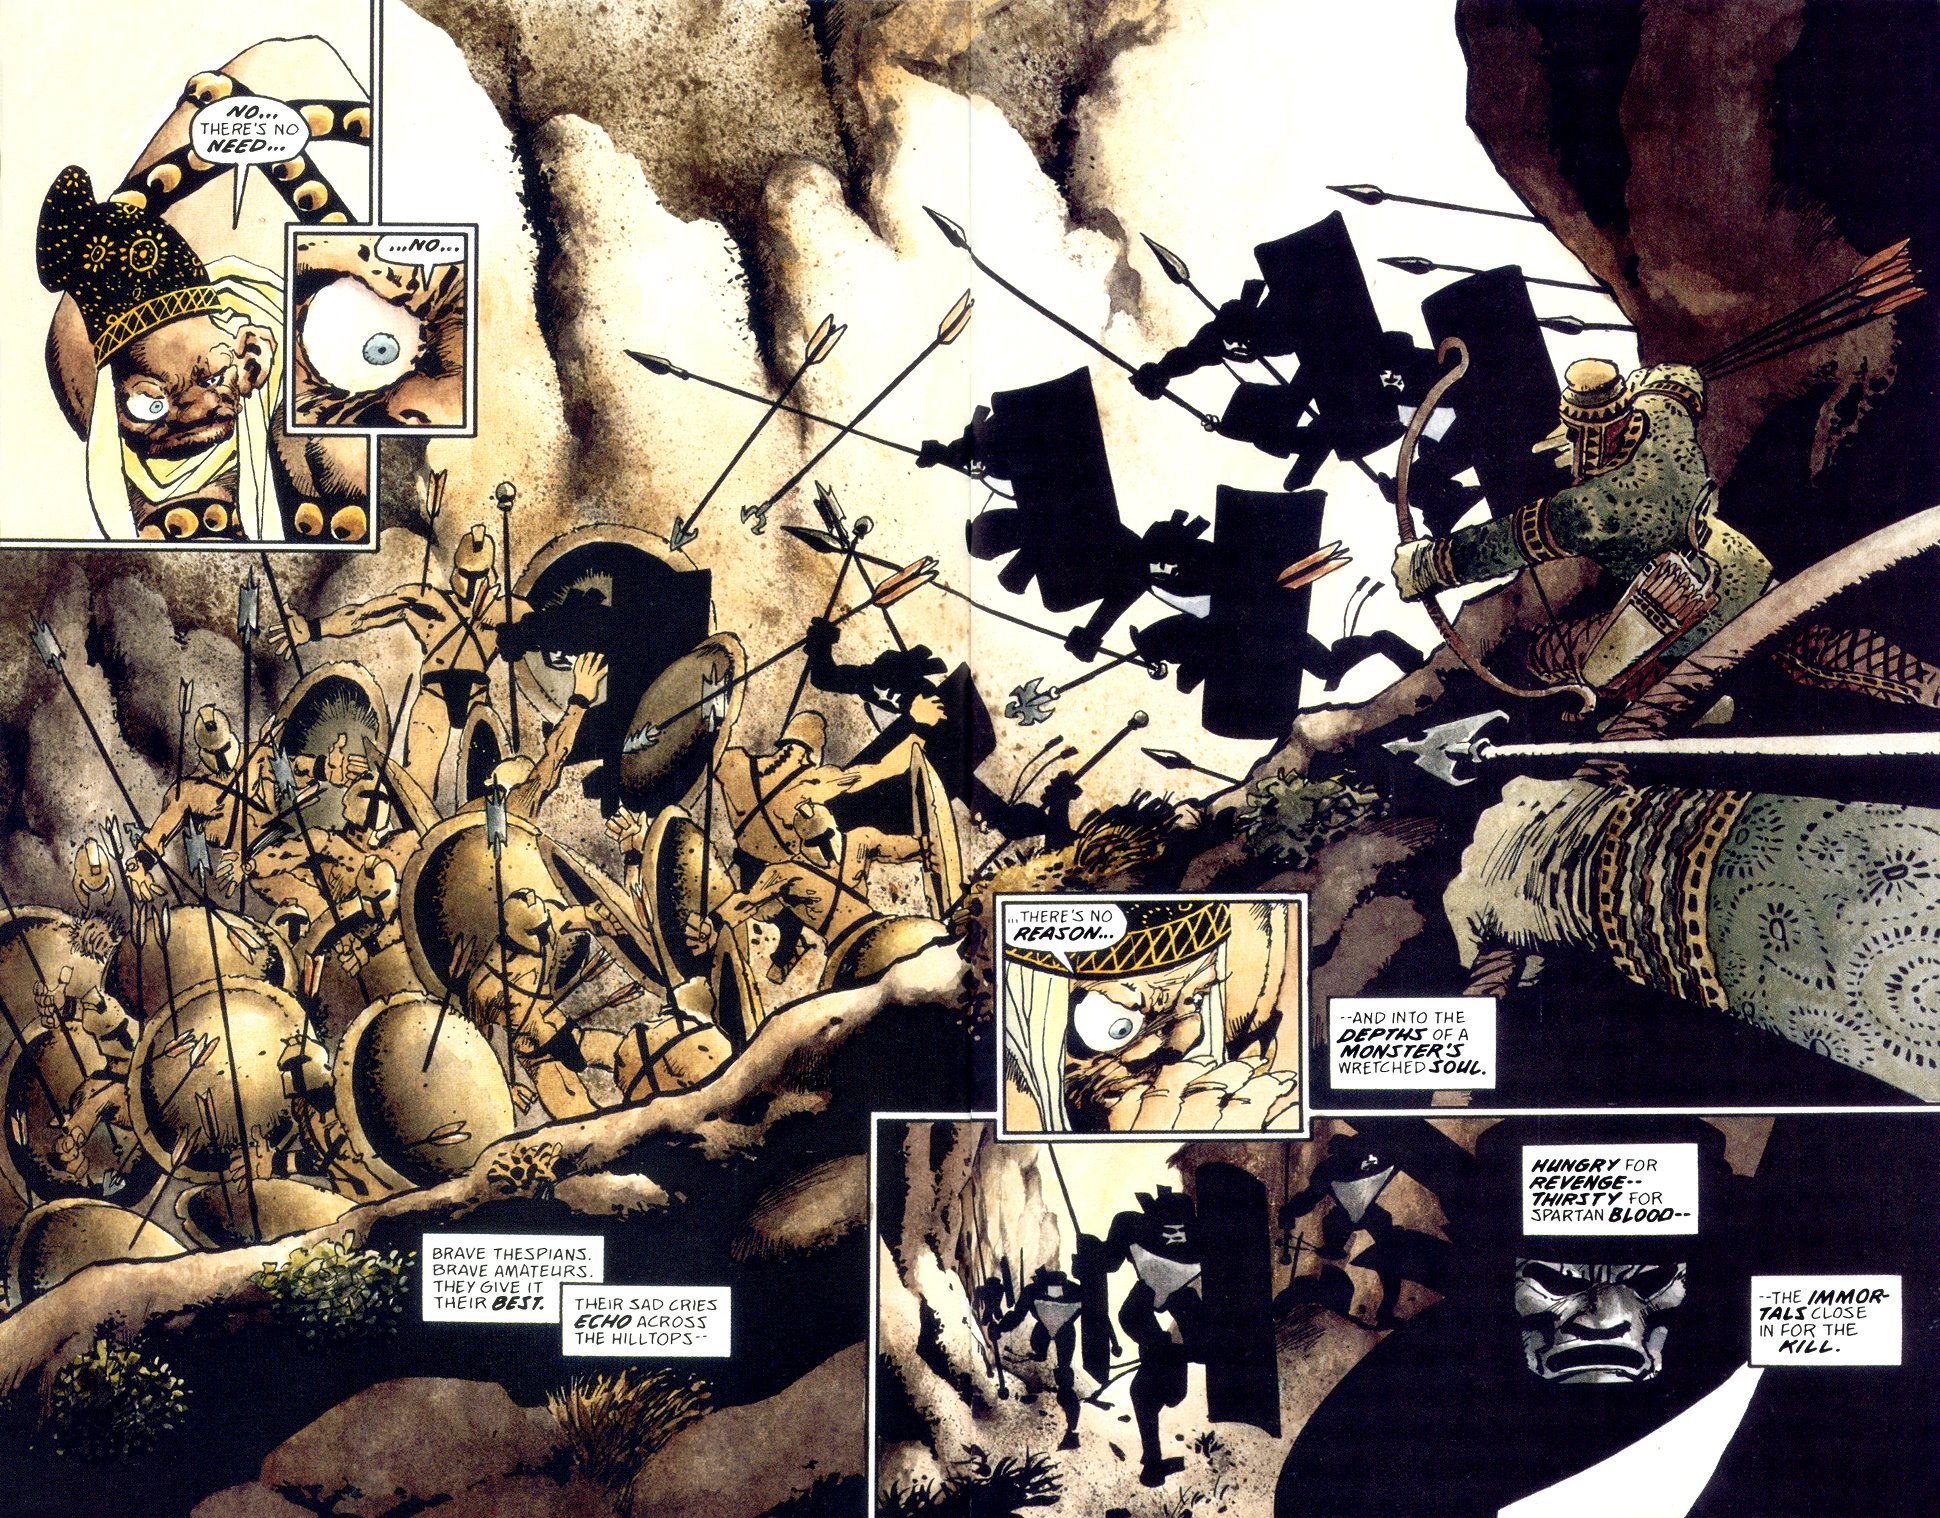 NO...
THERE'S NO
NEED...
...NO...
BRAVE THESPIANS.
BRAVE AMATEURS.
THEY GIVE IT
THEIR BEST.
THEIR SAD CRIES
ECHO ACROSS
THE HILLTOPS--
...THERE'S NO
REASON...
--AND INTO THE
DEPTHS OF A
MONSTER'S
WRETCHED SOUL.
HUNGRY FOR
REVENGE--
THIRSTY FOR
SPARTAN BLOOD--
--THE IMMOR-
TALS CLOSE
IN FOR THE
KILL.